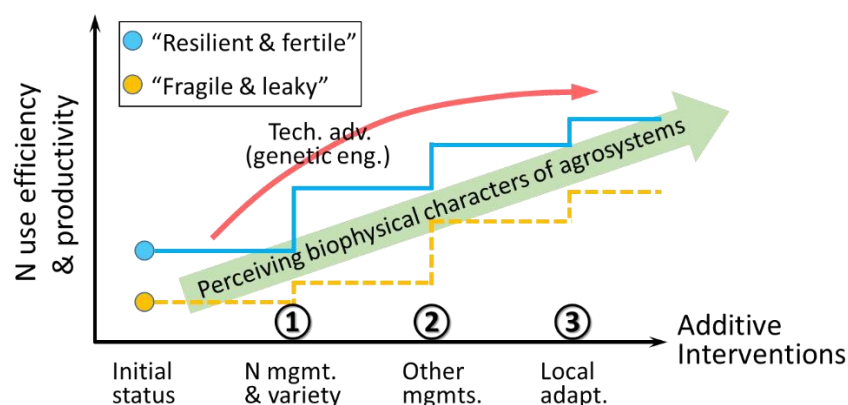 “Resilient & fertile”
“Fragile & leaky”
N use efficiency
& productivity
Tech. adv.
(genetic eng.)
Perceiving biophysical characters of agrosystems
1
2
3
Additive
Interventions
Initial
status
N mgmt.
& variety
Other
mgmts.
Local
adapt.